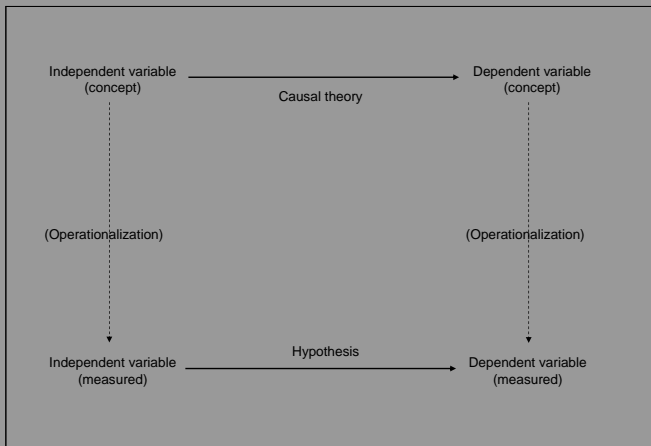 Independent variable
(concept)
Dependent variable
(concept)
Causal theory
(Operationalization)
(Operationalization)
Independent variable
(measured)
Hypothesis
Dependent variable
(measured)